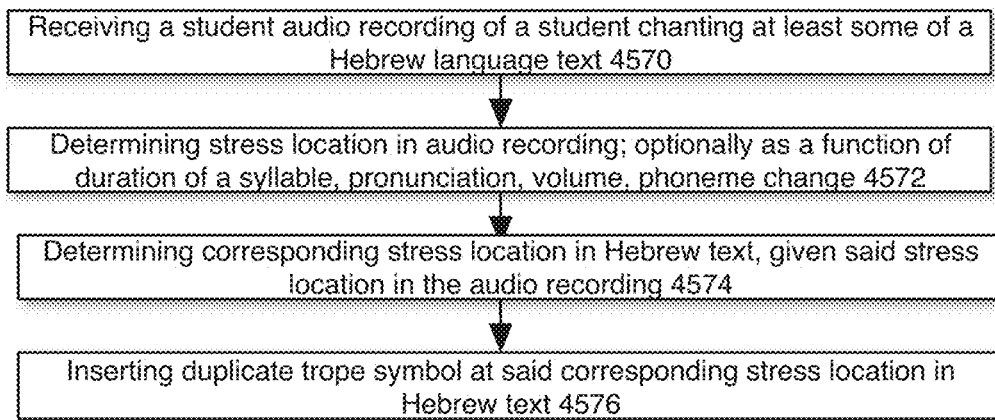 Receiving a student audio recording of a student chanting at least some of a
Hebrew language text 4570
Determining stress location in audio recording; optionally as a function of
duration of a syllable, pronunciation, volume, phoneme change 4572
Determining corresponding stress location in Hebrew text, given said stress
location in the audio recording 4574
Inserting duplicate trope symbol at said corresponding stress location in
Hebrew text 4576